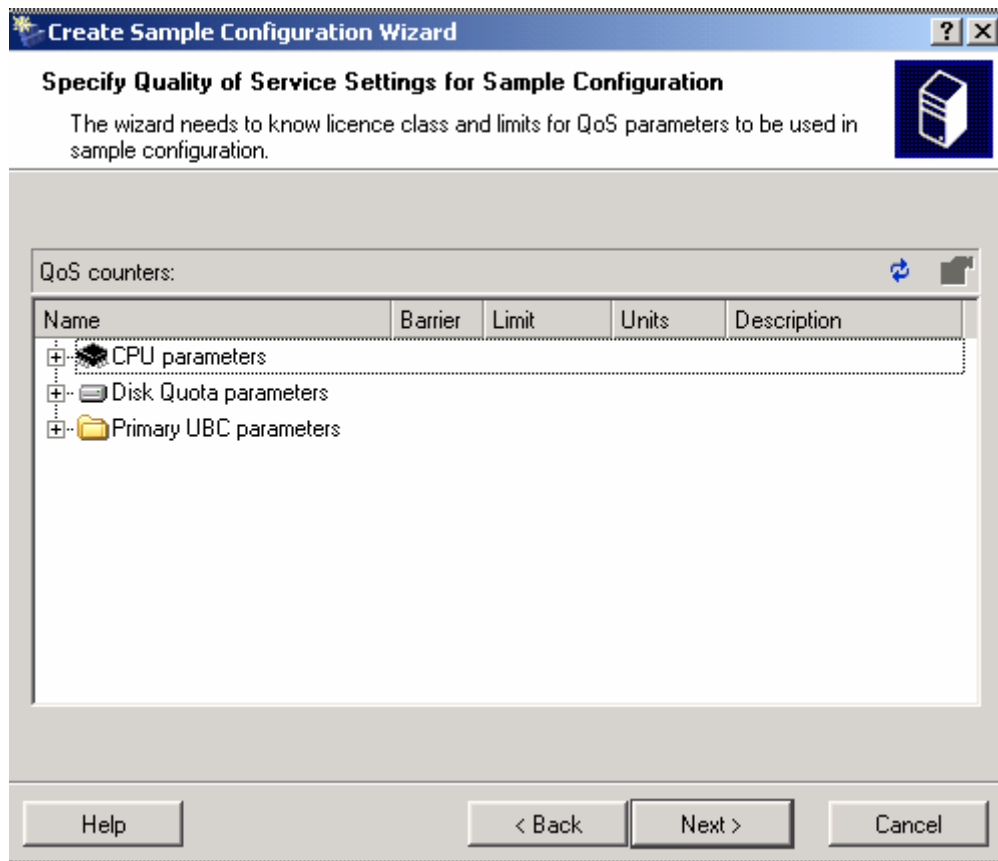 Create Sample Configuration Wizard
Specify Quality of Service Settings for Sample Configuration
The wizard needs to know licence class and limits for QoS parameters to be used in
sample configuration.
QoS counters:
Name Barrier Limit Units Description
CPU parameters
Disk Quota parameters
Primary UBC parameters
Help < Back Next > Cancel